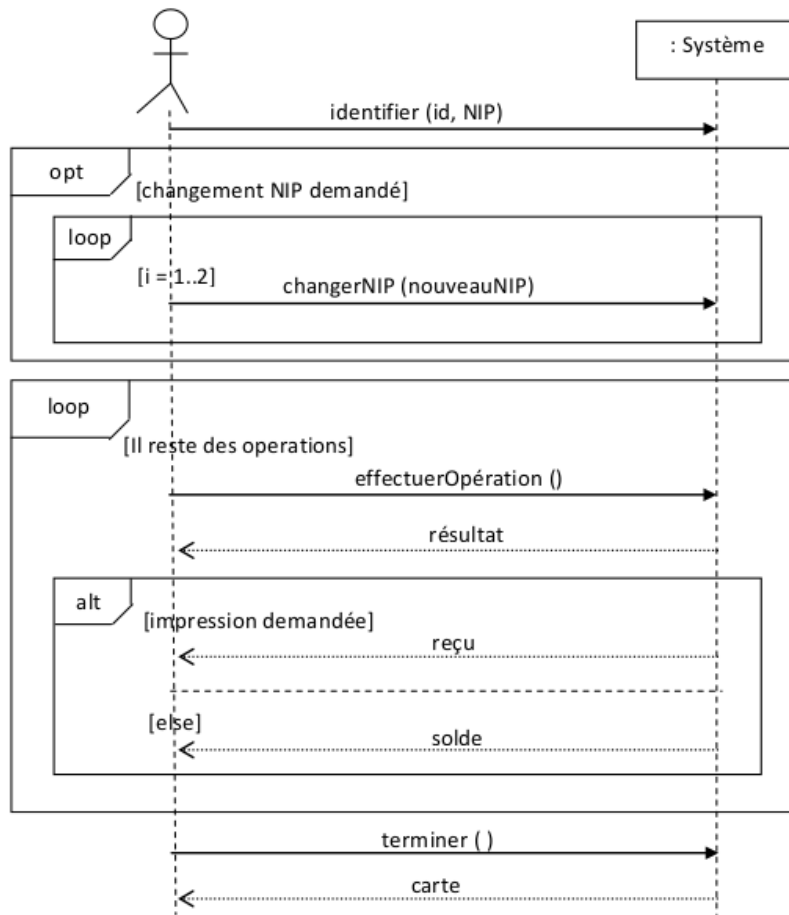 : Système
identifier (id, NIP)
opt
[changement NIP demandé]
loop
[i = 1..2]
changerNIP (nouveauNIP)
loop
[Il reste des operations]
effectuerOpération ()
résultat
alt
[impression demandée]
reçu
[else]
solde
terminer ( )
carte